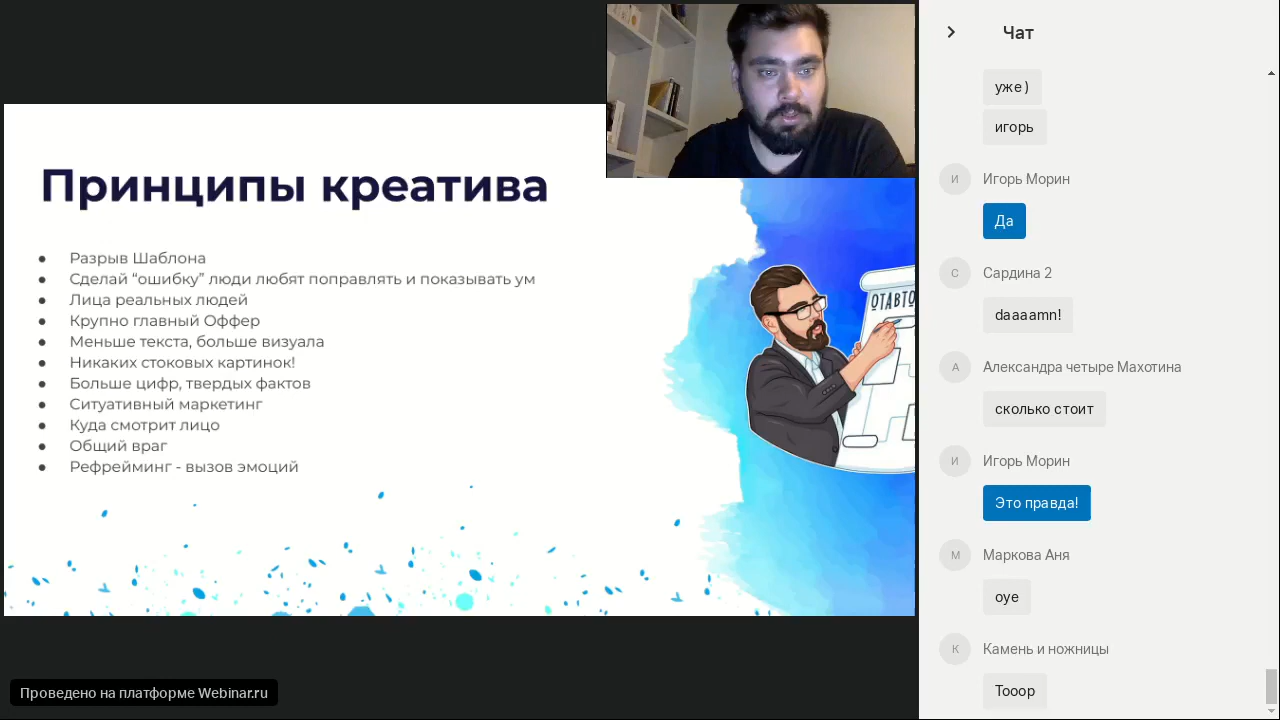 Принципы креатива
● Разрыв Шаблона
● Сделай “ошибку” люди любят поправлять и показывать ум
● Лица реальных людей
● Крупно главный Оффер
● Меньше текста, больше визуала
● Никаких стоковых картинок!
● Больше цифр, твердых фактов
● Ситуативный маркетинг
● Куда смотрит лицо
● Общий враг
● Рефрейминг - вызов эмоций
ОТАВТО
Проведено на платформе Webinar.ru
Чат
уже )
игорь
И Игорь Морин
Да
С Сардина 2
daaaamn!
А Александра четыре Махотина
сколько стоит
И Игорь Морин
Это правда!
М Маркова Аня
оуе
К Камень и ножницы
Тооор